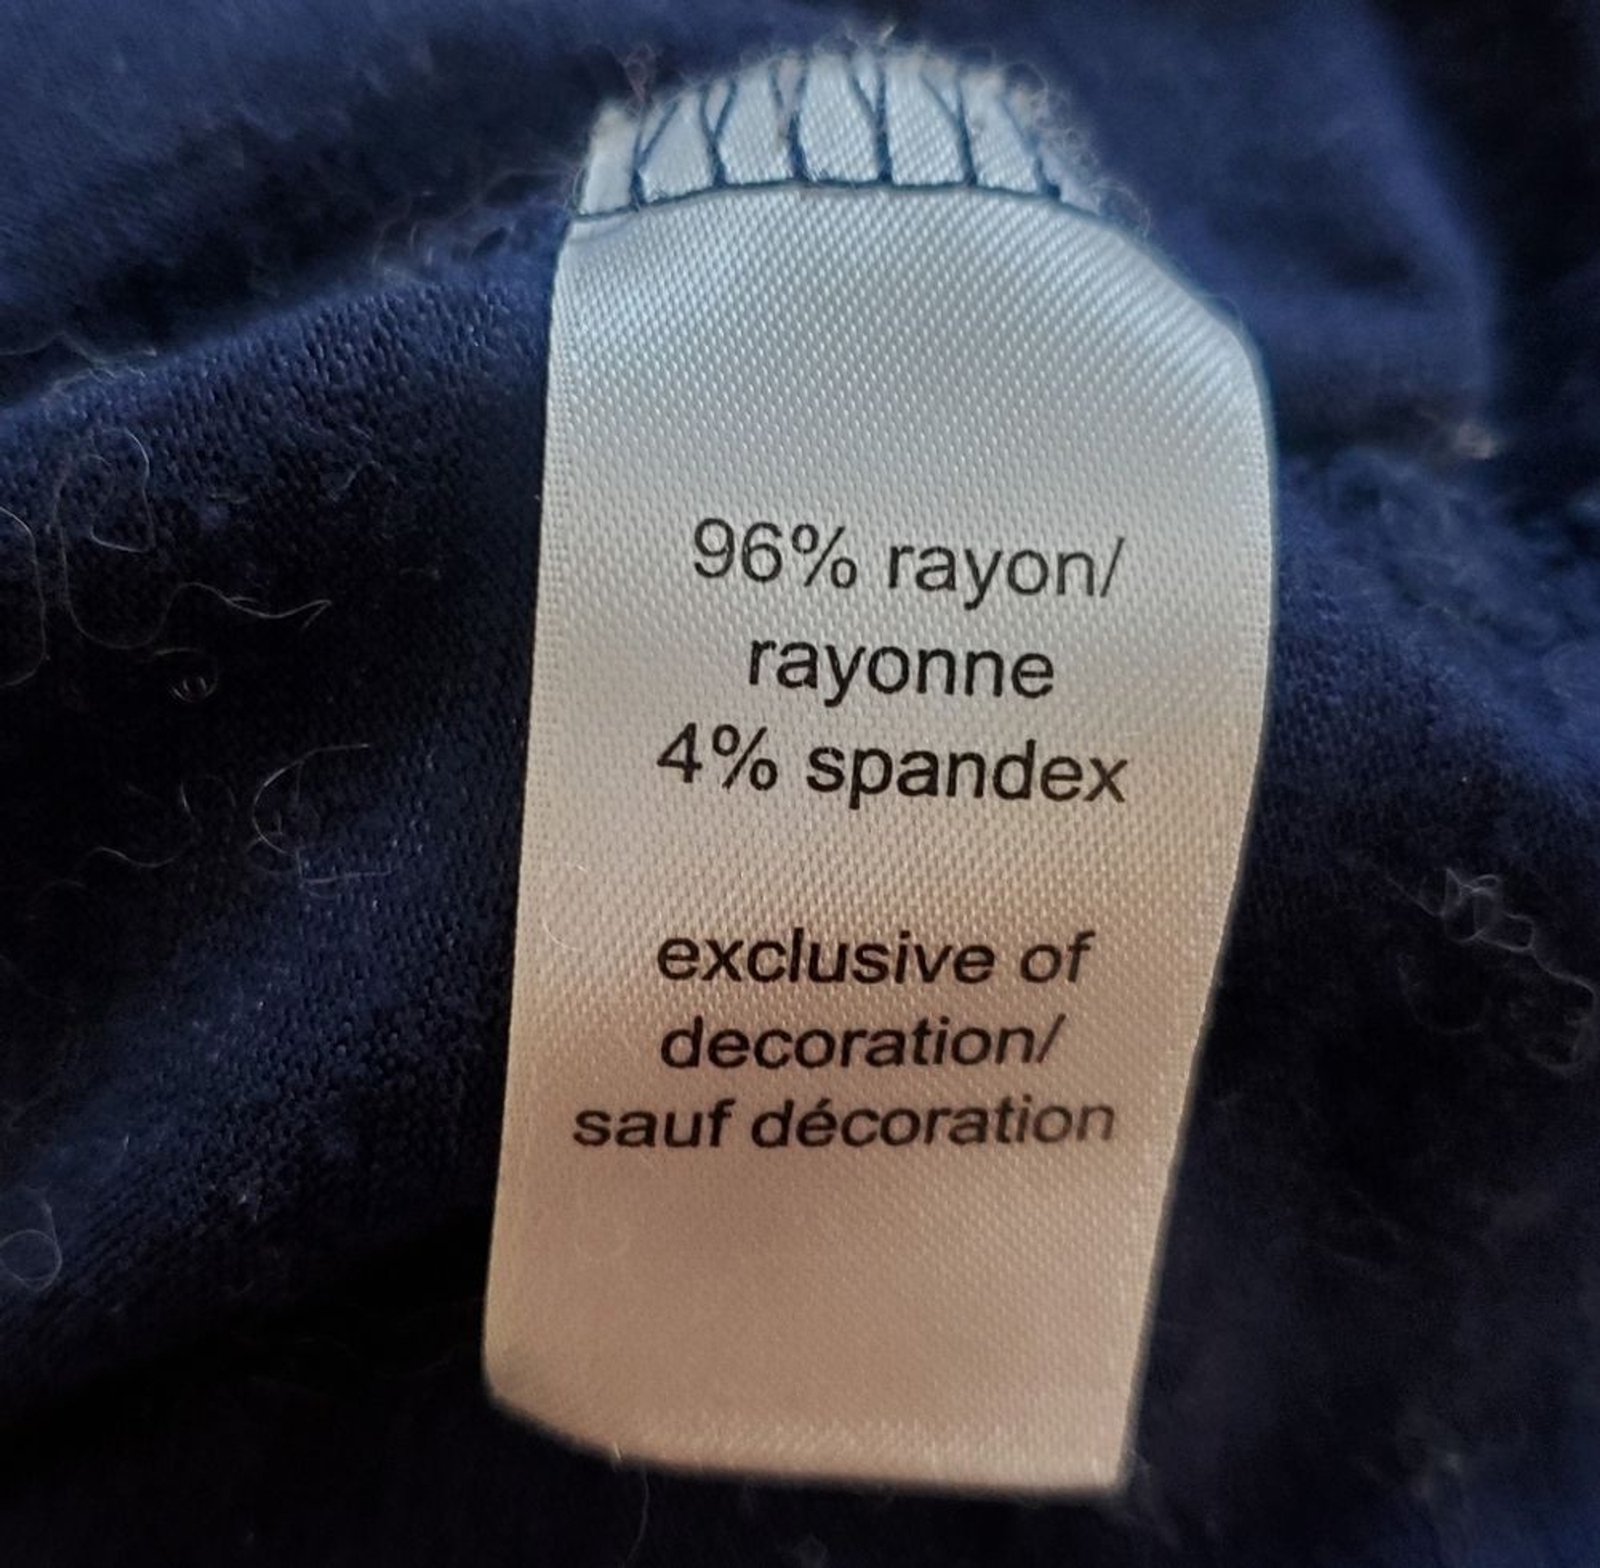 96% rayon/
rayonne
4% spandex
exclusive of
decoration/
sauf décoration